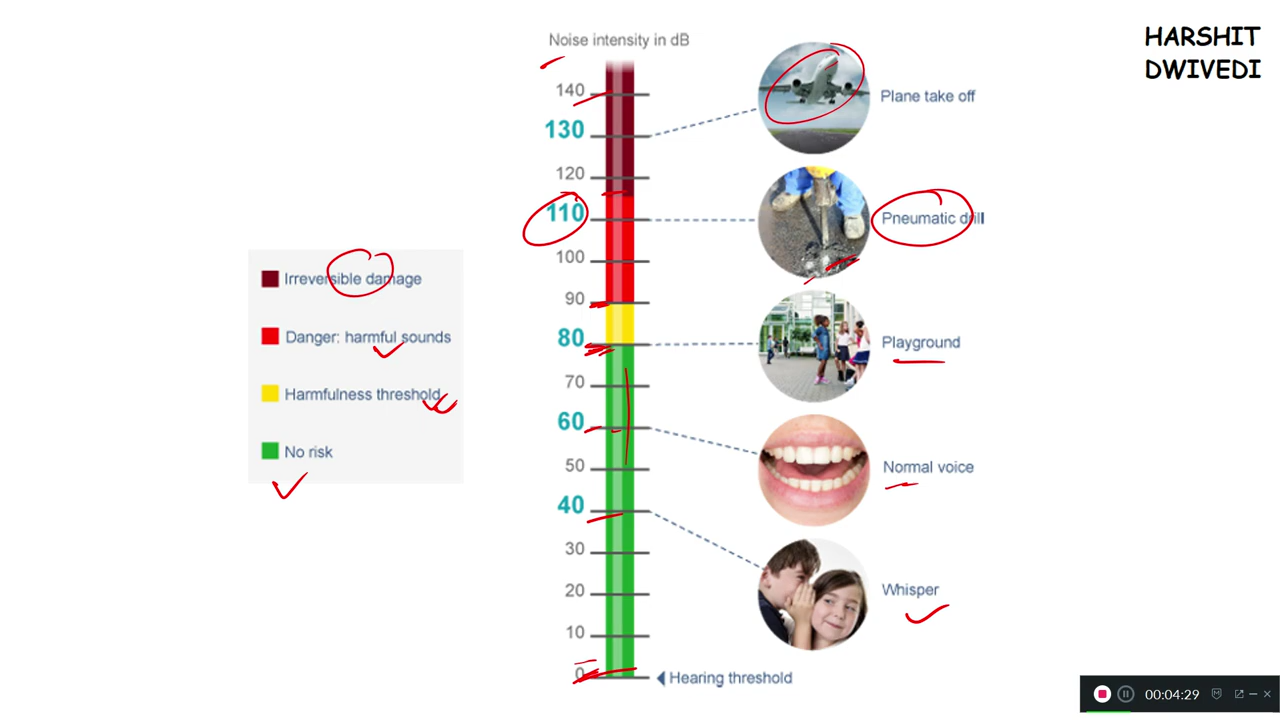 HARSHIT
DWIVEDI
Noise intensity in dB
140
130
120
110
100
90
80
70
60
50
40
30
20
10
0
Plane take off
Pneumatic drill
Playground
Normal voice
Whisper
Hearing threshold
Irreversible damage
Danger: harmful sounds
Harmfulness threshold
No risk
00:04:29